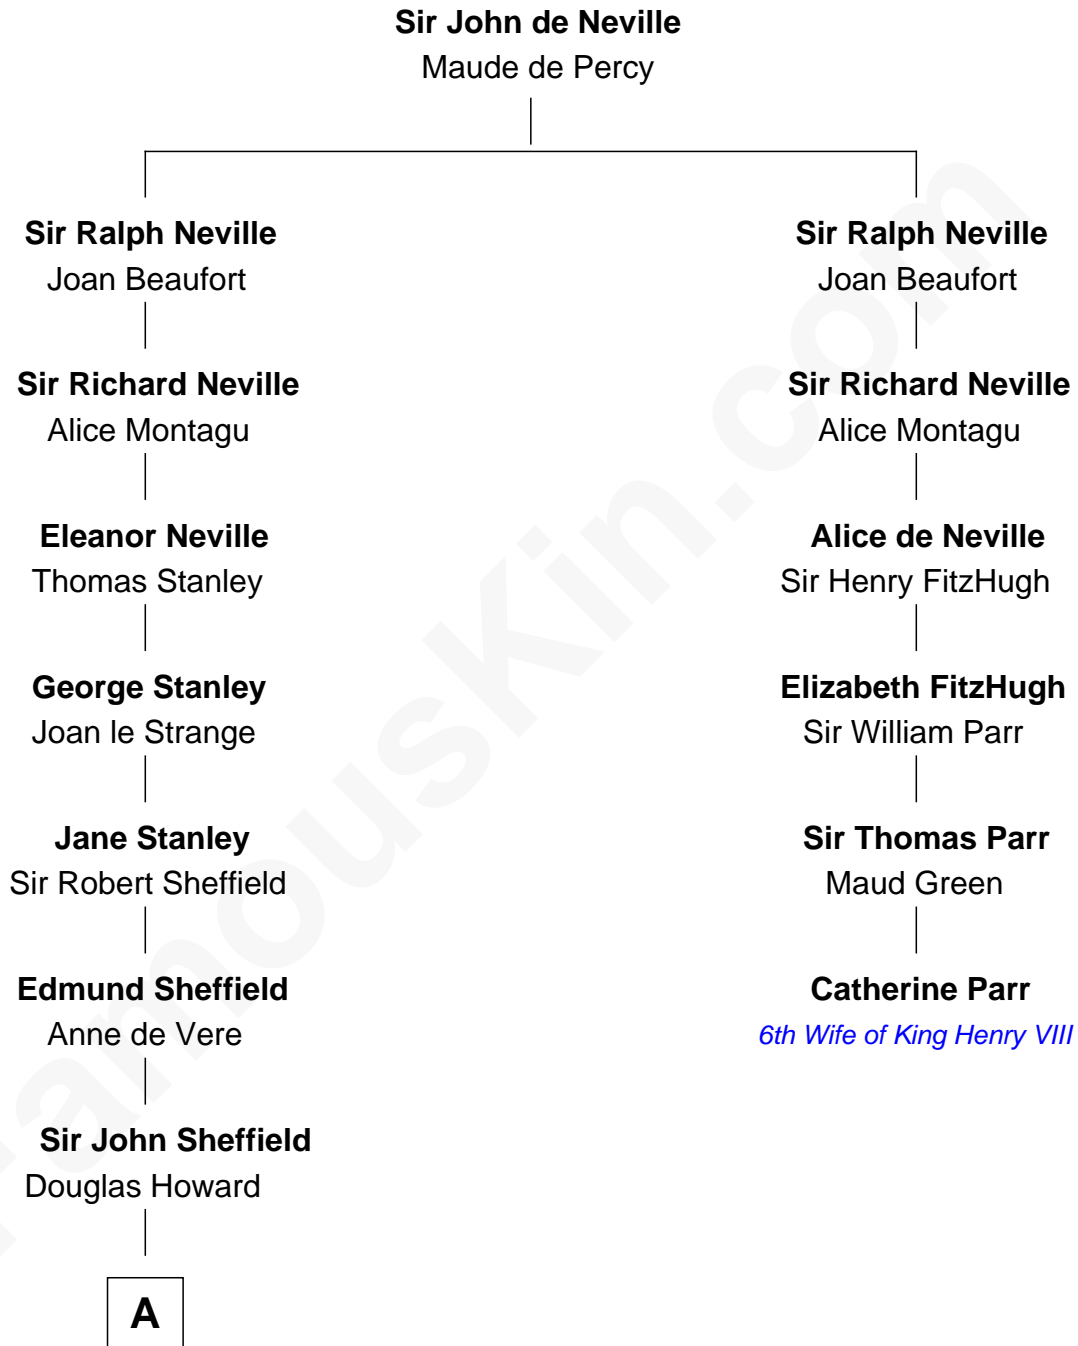 Sir John de Neville
Maude de Percy
Sir Ralph Neville
Joan Beaufort
Sir Richard Neville
Alice Montagu
Eleanor Neville
Thomas Stanley
George Stanley
Joan le Strange
Jane Stanley
Sir Robert Sheffield
Edmund Sheffield
Anne de Vere
Sir John Sheffield
Douglas Howard
A
Sir Ralph Neville
Joan Beaufort
Sir Richard Neville
Alice Montagu
Alice de Neville
Sir Henry FitzHugh
Elizabeth FitzHugh
Sir William Parr
Sir Thomas Parr
Maud Green
Catherine Parr
6th Wife of King Henry VIII
FamousKin.com